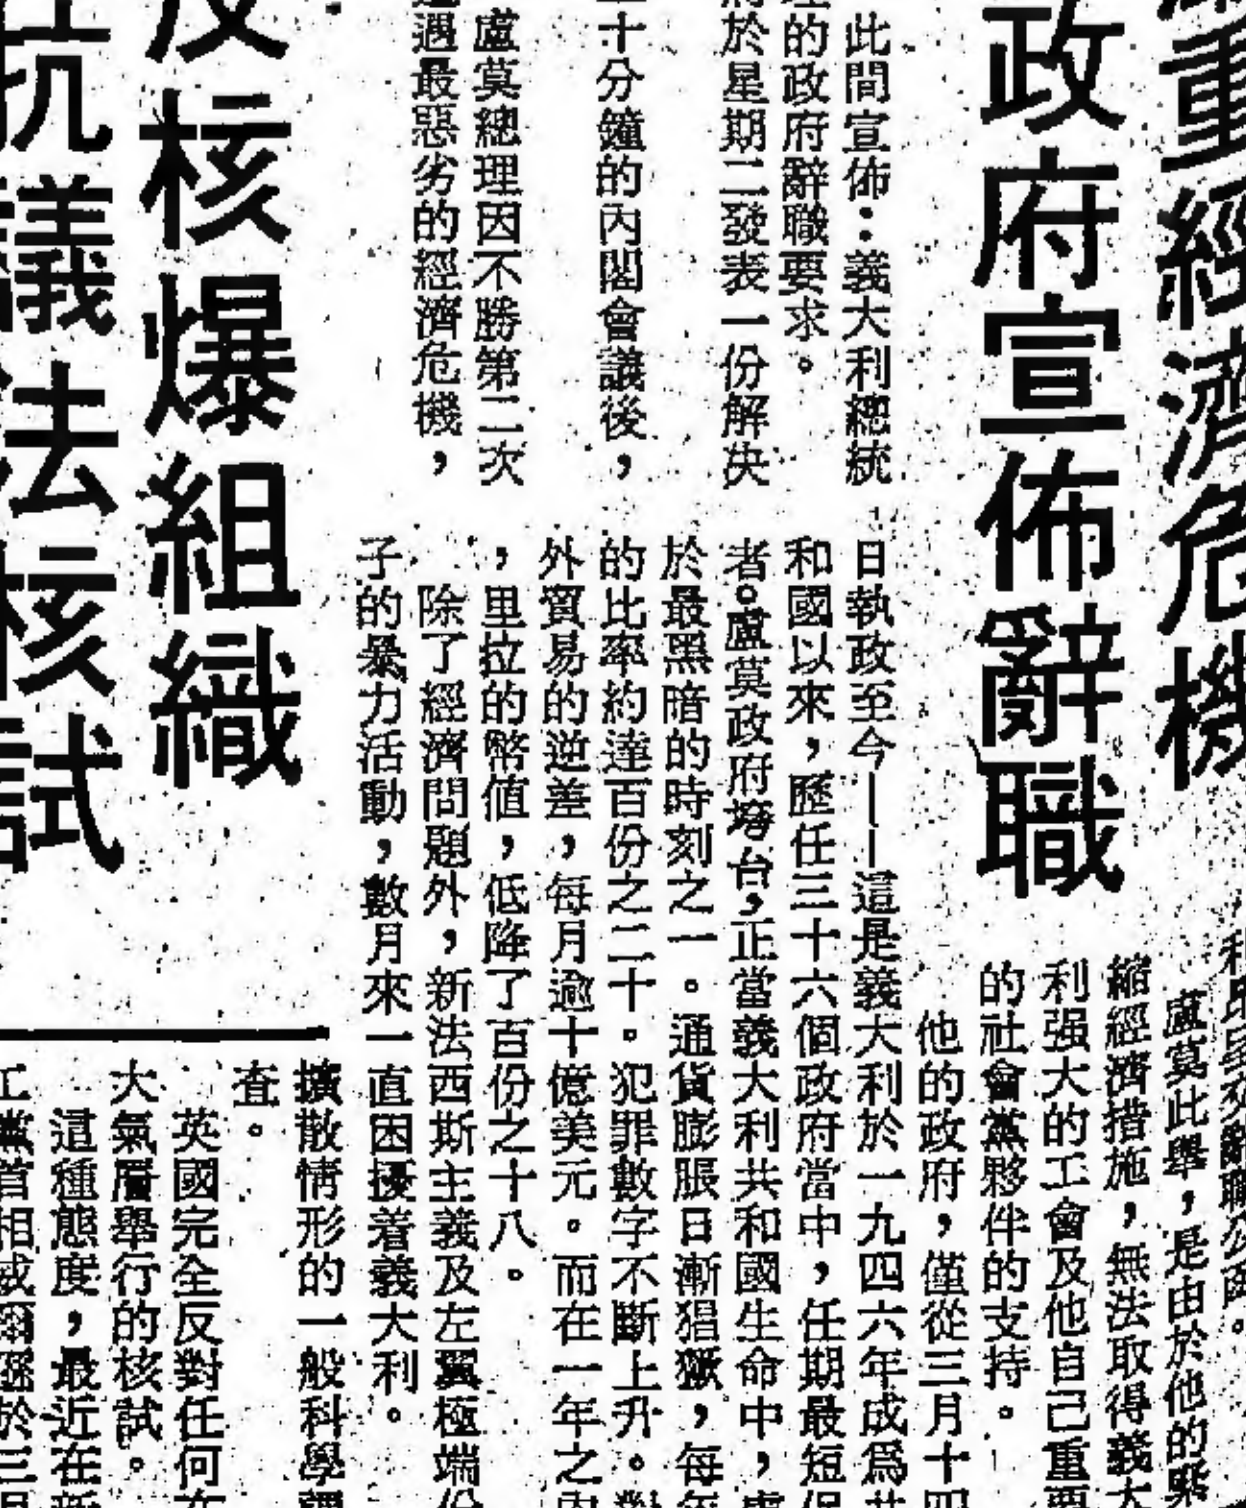 重經濟危機
政府宣佈辭職
此間宣佈：義大利總統
的政府辭職要求。
於星期二發表一份解決
十分鐘的內閣會議後，
盧莫總理因不勝第二次
遇最惡劣的經濟危機，
盧莫此舉，是由於他的緊
縮經濟措施，無法取得義大
利强大的工會及他自己重要
的社會黨夥伴的支持。
他的政府，僅從三月十四
日執政至今——這是義大利於一九四六年成爲共
和國以來，歷任三十六個政府當中，任期最短
者。盧莫政府垮台，正當義大利共和國生命中，處
於最黑暗的時刻之一。通貨膨脹日漸猖獗，每年
的比率約達百份之二十。犯罪數字不斷上升。對
外貿易的逆差，每月逾十億美元。而在一年之內
，里拉的幣值，低降了百份之十八。
除了經濟問題外，新法西斯主義及左翼極端份
子的暴力活動，數月來一直困擾着義大利。
反核爆組織
抗議法核試
擴散情形的一般科學調
査。
英國完全反對任何在
大氣層舉行的核試。
這種態度，最近在新
工黨首相威爾遜於三月